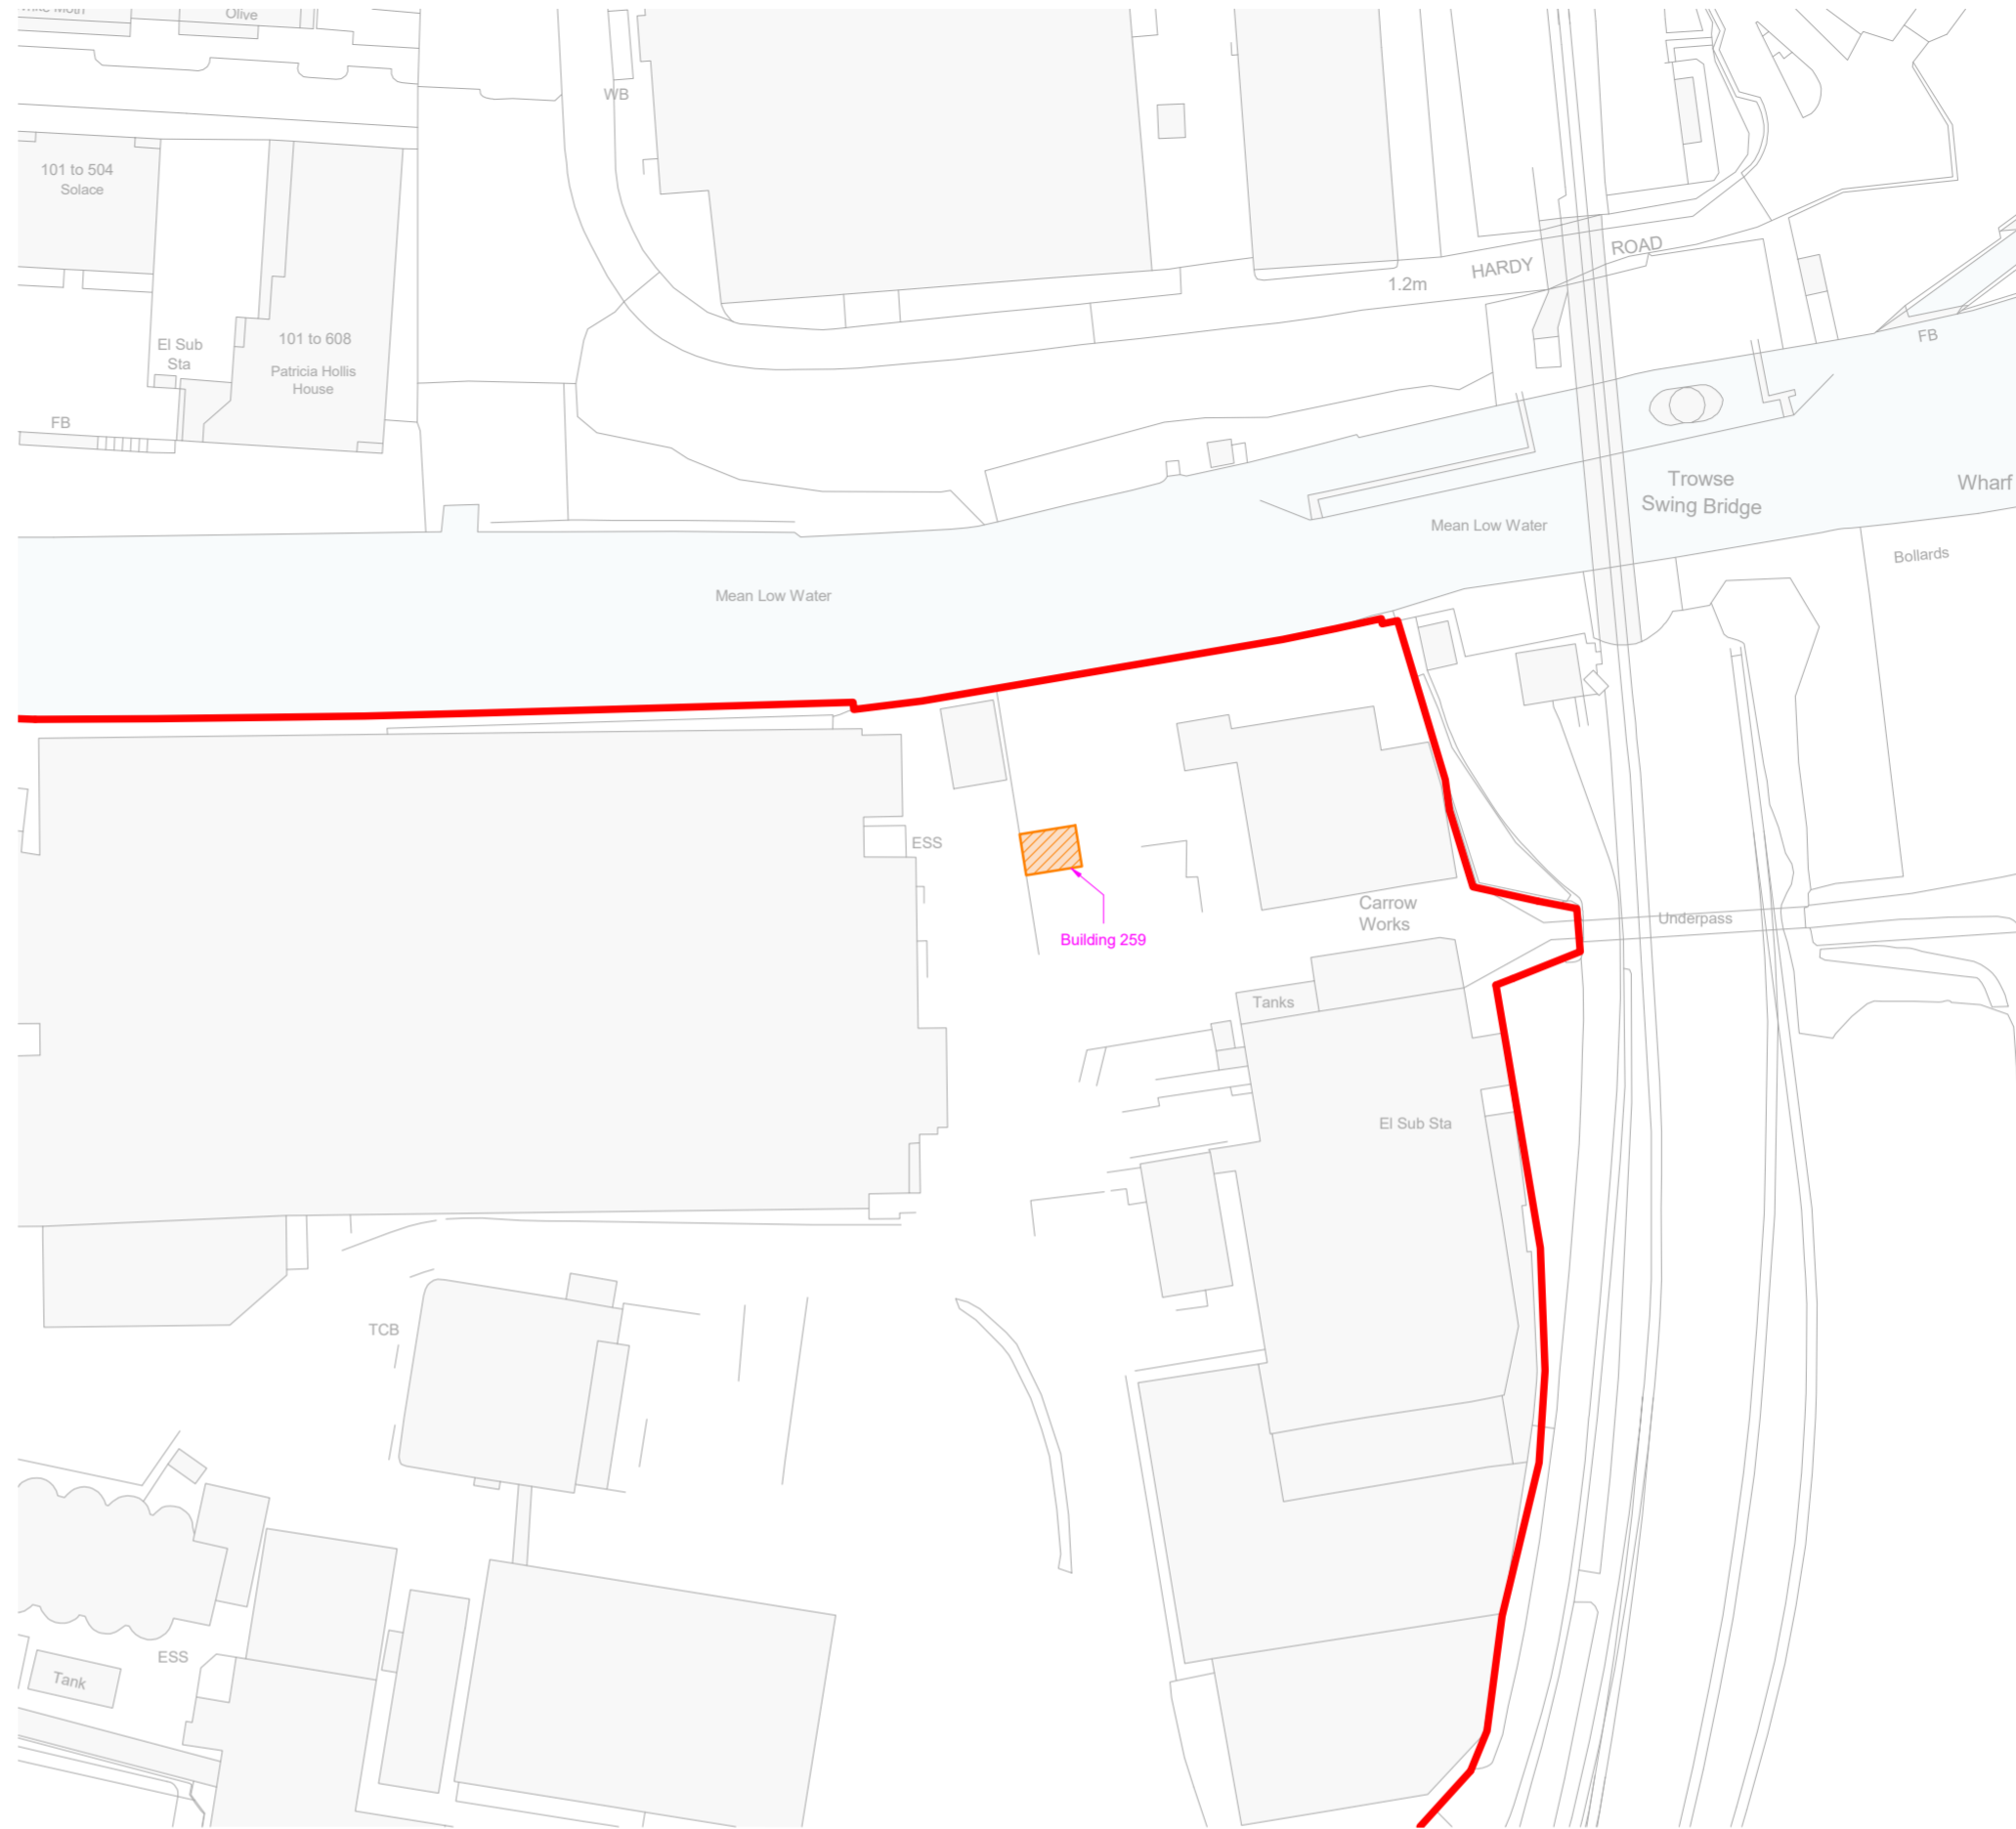 Olive
WB
101 to 504
Solace
ROAD
HARDY
1.2m
El Sub
Sta
101 to 608
Patricia Hollis
House
FB
FB
Trowse
Swing Bridge
Wharf
Mean Low Water
Bollards
Mean Low Water
ESS
Carrow
Works
Underpass
Building 259
Tanks
El Sub Sta
TCB
ESS
Tank